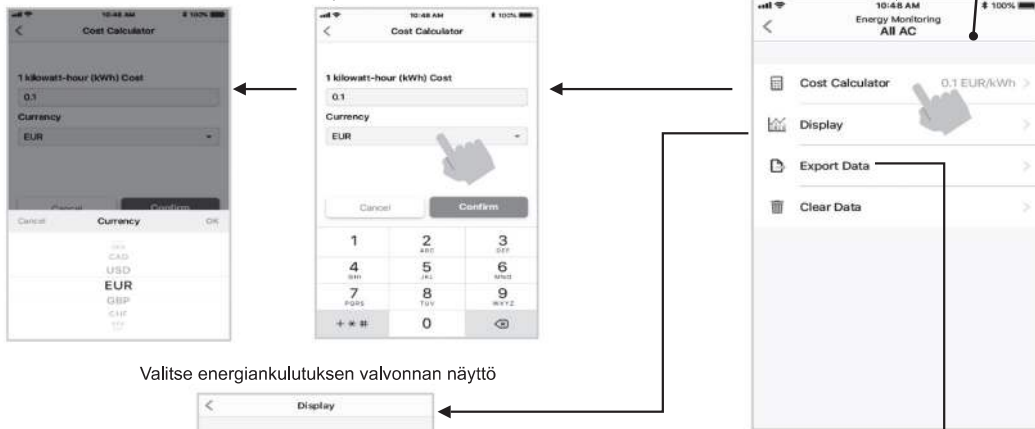 10:48 AM
100%
Cost Calculator
1 kilowatt-hour (kWh) Cost
0.1
Currency
EUR
Cancel
Confirm
Cancel
Currency
OK
CAD
USD
EUR
GBP
CHF
10:48 AM
100%
Cost Calculator
1 kilowatt-hour (kWh) Cost
0.1
Currency
EUR
Cancel
Confirm
1
2
ABC
3
DEF
4
GHI
5
JKL
6
MNO
7
PQRS
8
TUV
9
WXYZ
+ * #
0
10:48 AM
100%
Energy Monitoring
All AC
Cost Calculator 0.1 EUR/kWh
Display
Export Data
Clear Data
Valitse energiankulutuksen valvonnan näyttö
Display